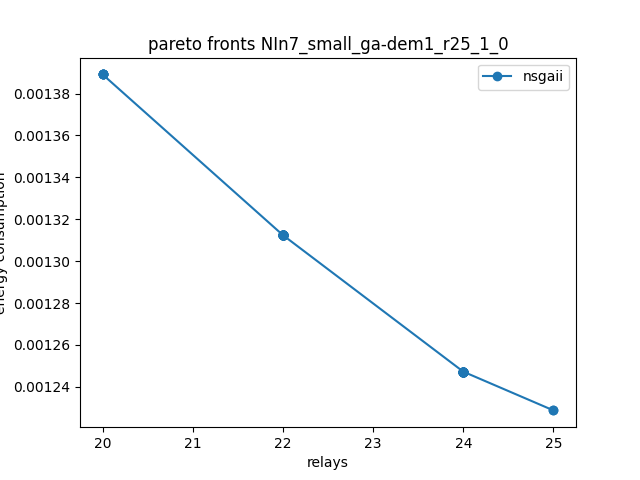 pareto fronts NIn7_small_ga-dem1_r25_1_0
nsgaii
0.00138
0.00136
0.00134
0.00132
0.00130
0.00128
0.00126
0.00124
energy consumption
20 21 22 23 24 25
relays